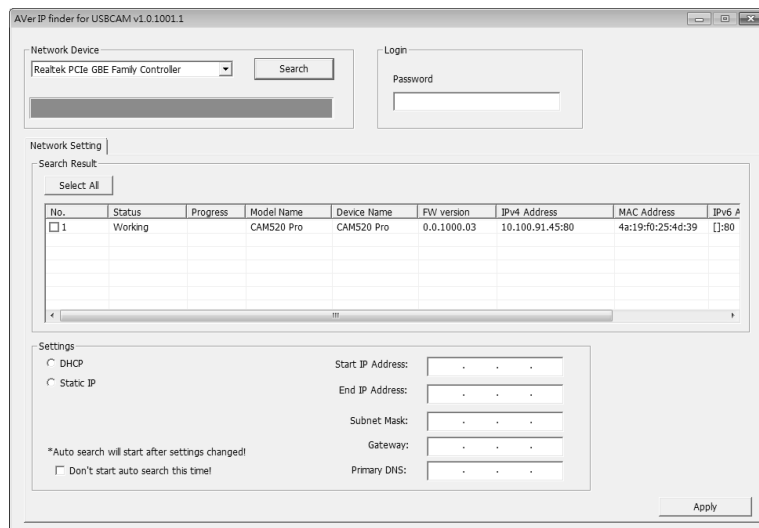 AVer IP finder for USBCAM v1.0.1001.1
Network Device
Realtek PCIe GBE Family Controller
Search
Login
Password
Network Setting
Search Result
Select All
No. Status Progress Model Name Device Name FW version IPv4 Address MAC Address IPv6 A
1 Working CAM520 Pro CAM520 Pro 0.0.1000.03 10.100.91.45:80 4a:19:f0:25:4d:39 []:80
Settings
DHCP
Static IP
Start IP Address: . . .
End IP Address: . . .
Subnet Mask: . . .
Gateway: . . .
Primary DNS: . . .
*Auto search will start after settings changed!
Don't start auto search this time!
Apply